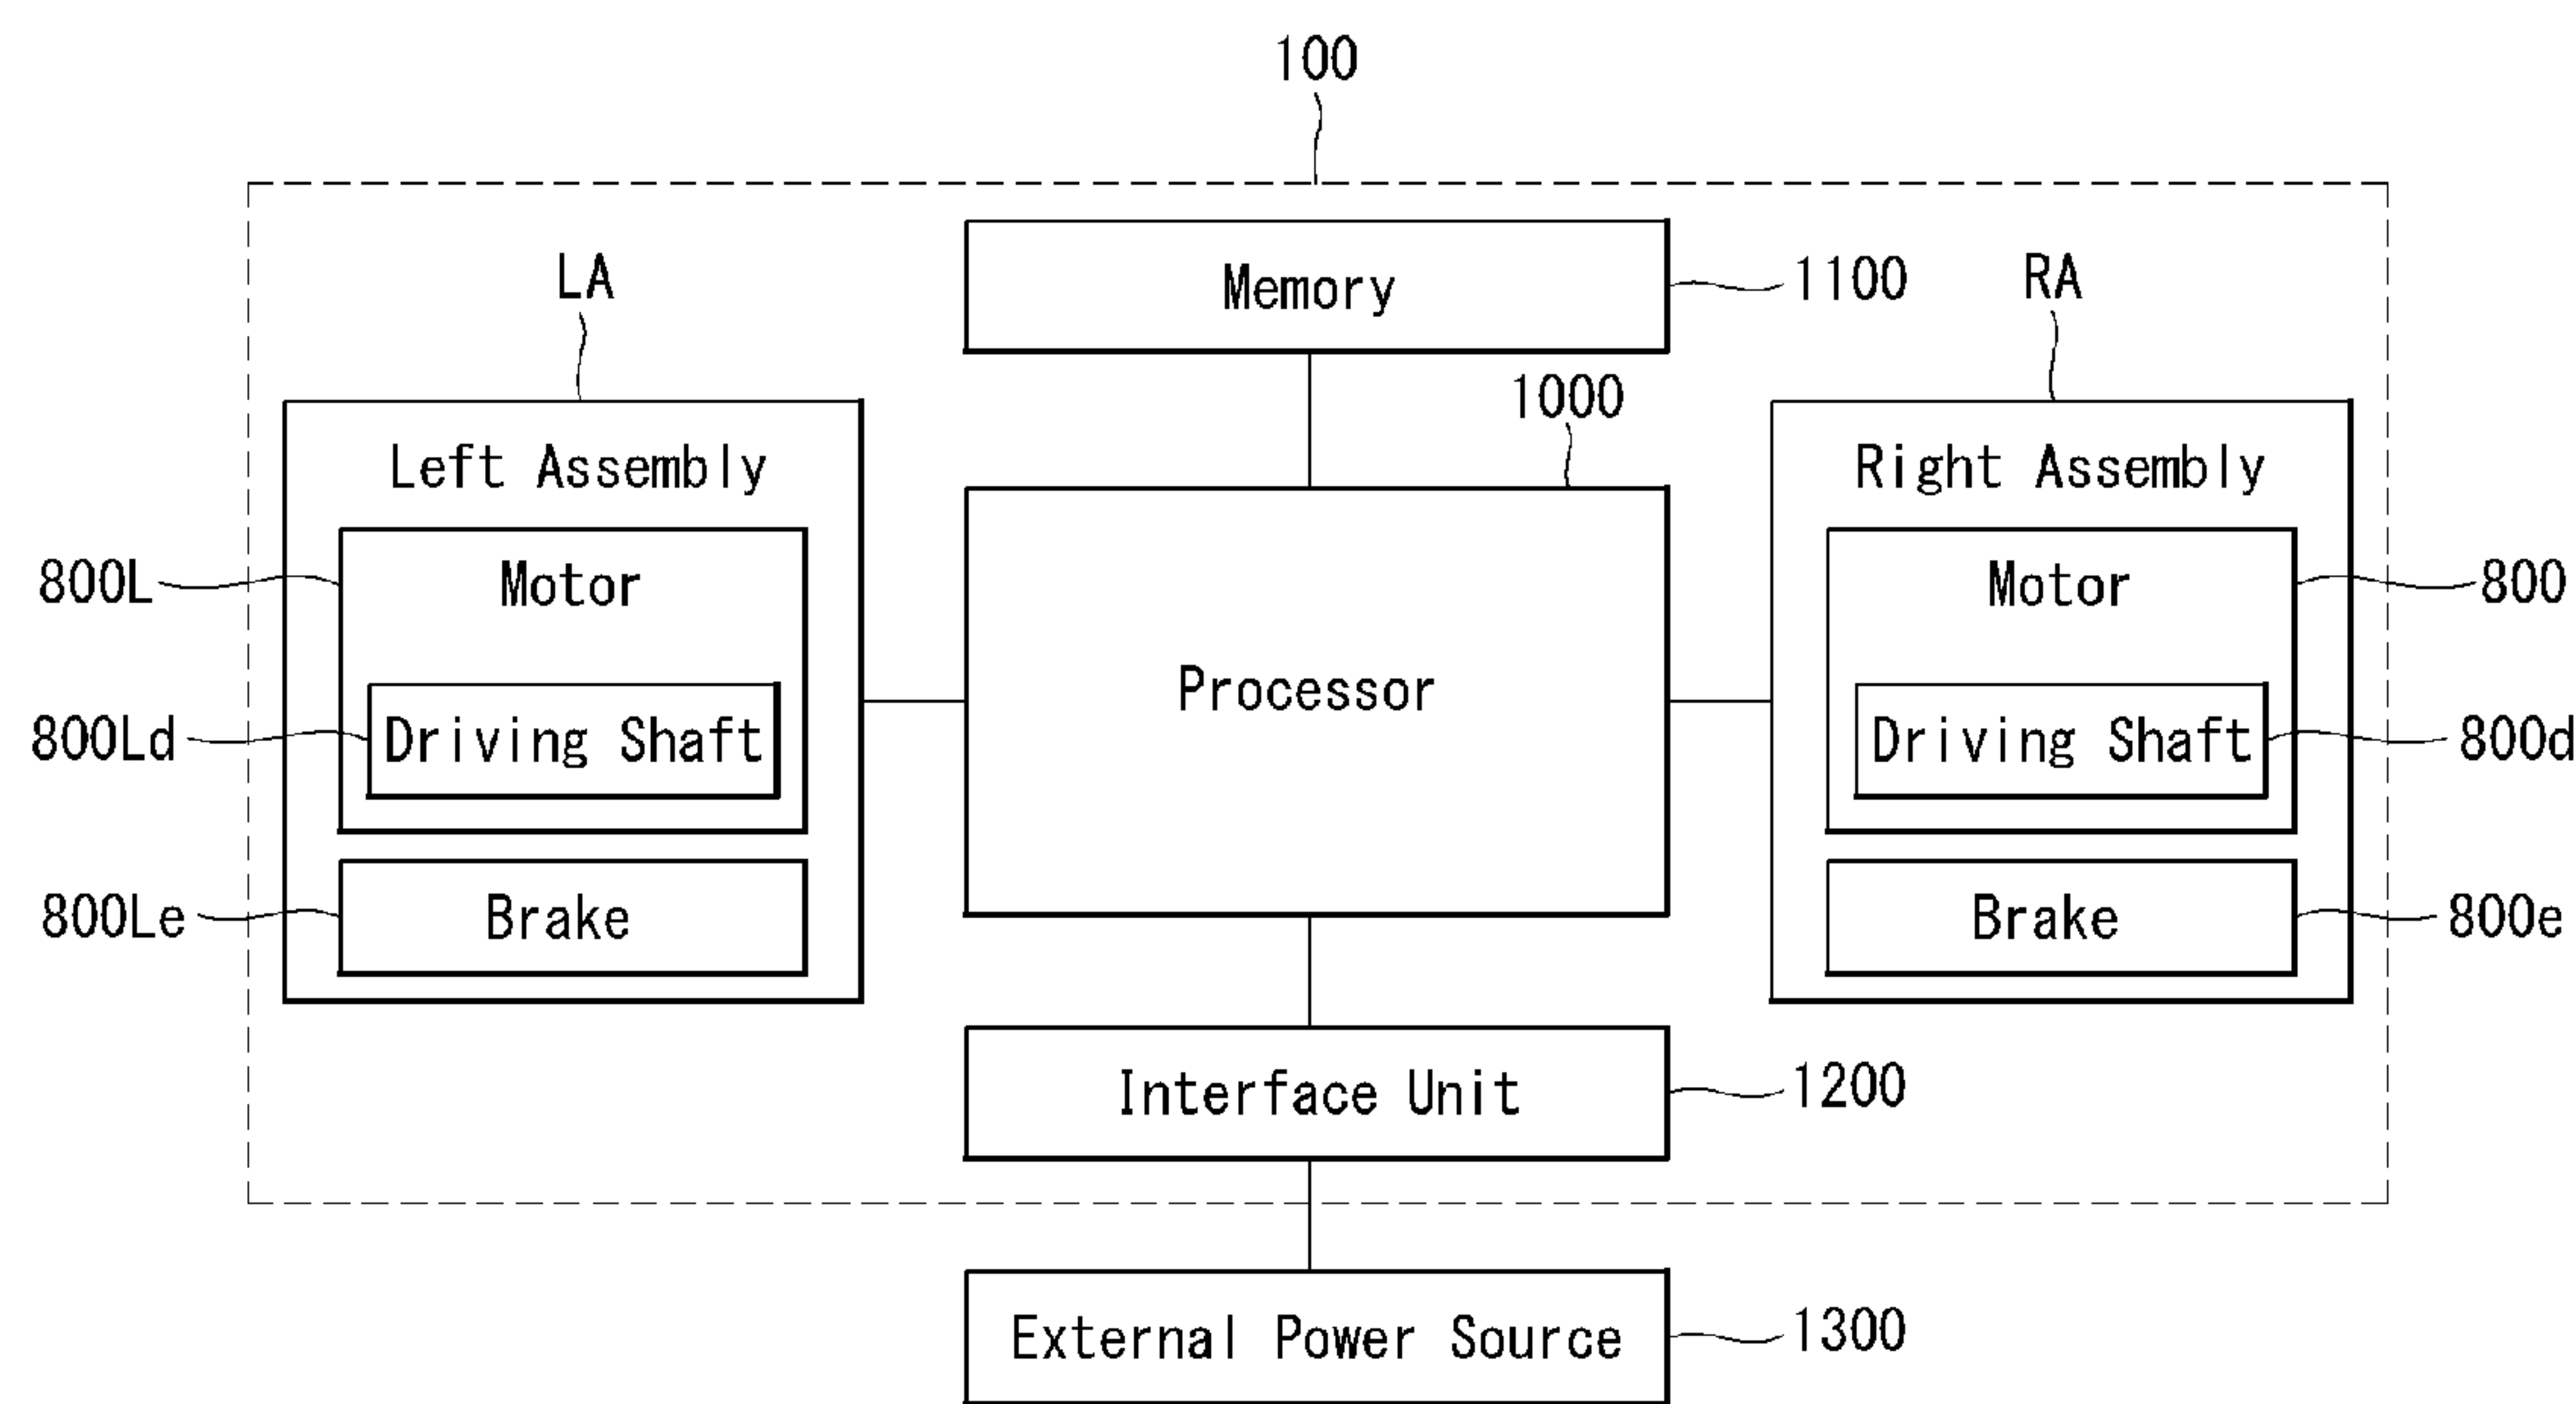 100
LA
Memory
1100
RA
1000
Left Assembly
Right Assembly
800L
Motor
Processor
Motor
800
800Ld
Driving Shaft
Driving Shaft
800d
800Le
Brake
Brake
800e
Interface Unit
1200
External Power Source
1300